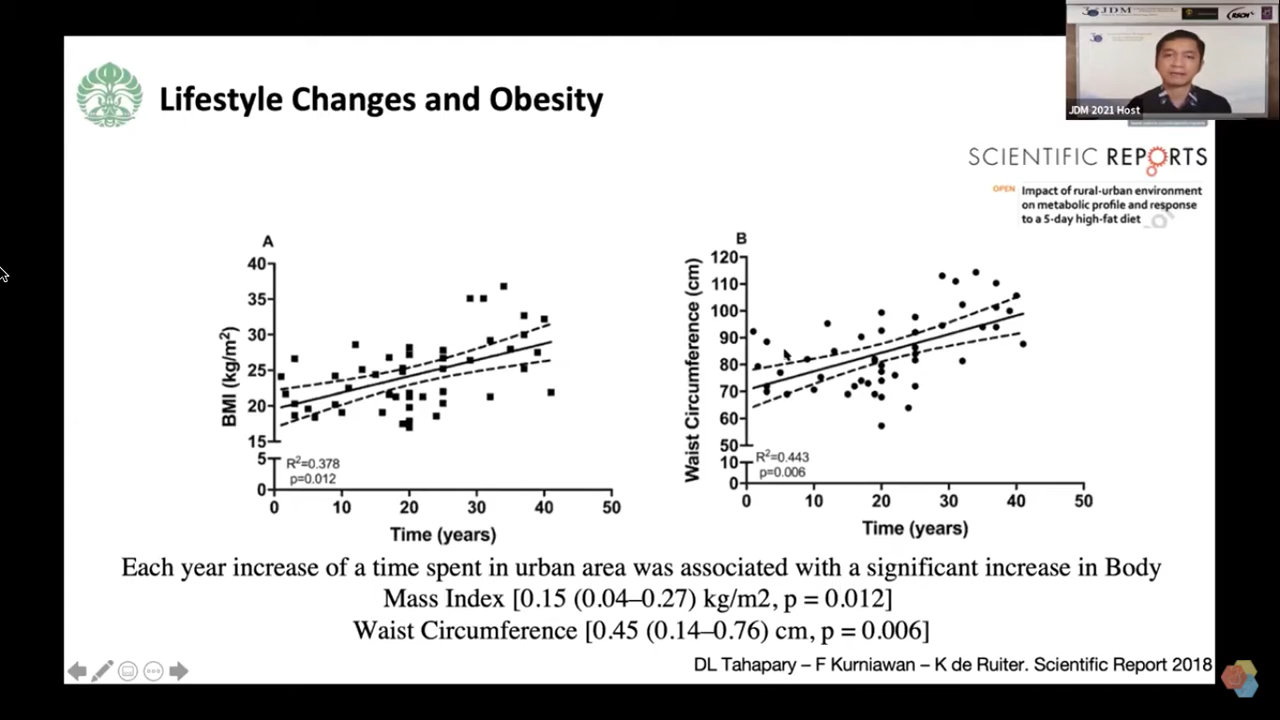 JDM
RSCM
JDM 2021 Host
Lifestyle Changes and Obesity
SCIENTIFIC REPORTS
OPEN
Impact of rural-urban environment
on metabolic profile and response
to a 5-day high-fat diet
A
40
35
30
25
20
15
5
0
BMI (kg/m²)
R²=0.378
p=0.012
0 10 20 30 40 50
Time (years)
B
120
110
100
90
80
70
60
50
10
0
Waist Circumference (cm)
R²=0.443
p=0.006
0 10 20 30 40 50
Time (years)
Each year increase of a time spent in urban area was associated with a significant increase in Body
Mass Index [0.15 (0.04–0.27) kg/m2, p = 0.012]
Waist Circumference [0.45 (0.14–0.76) cm, p = 0.006]
DL Tahapary – F Kurniawan – K de Ruiter. Scientific Report 2018